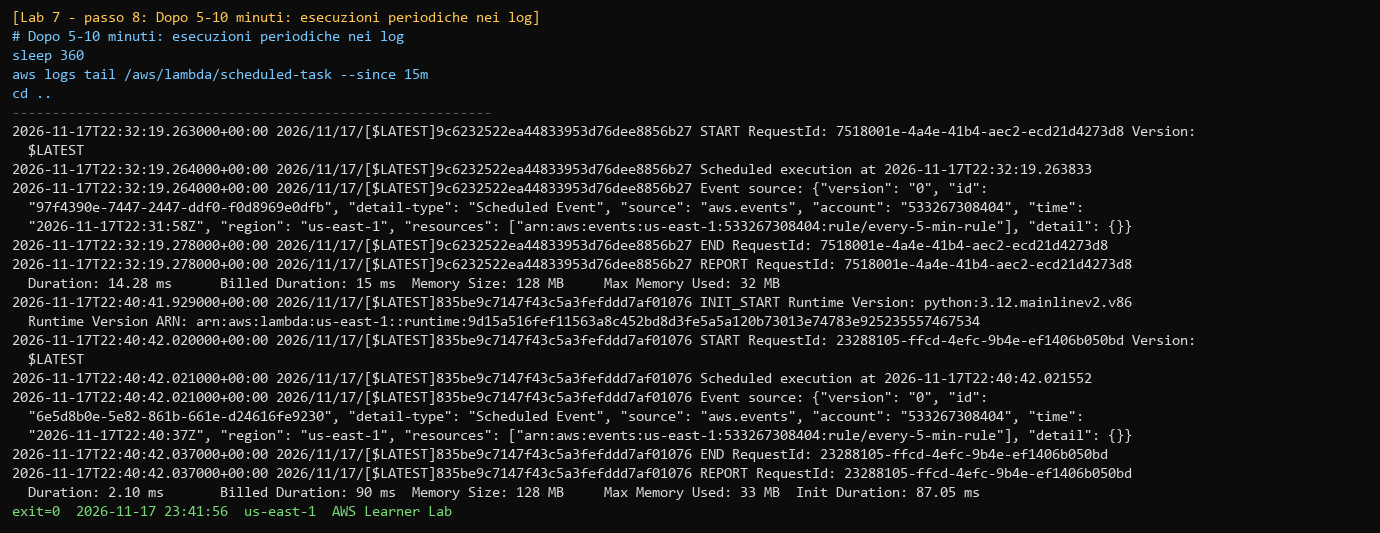 [Lab 7 - passo 8: Dopo 5-10 minuti: esecuzioni periodiche nei log]
# Dopo 5-10 minuti: esecuzioni periodiche nei log
sleep 360
aws logs tail /aws/lambda/scheduled-task --since 15m
cd ..
------------------------------------------------------------
2026-11-17T22:32:19.263000+00:00 2026/11/17/[$LATEST]9c6232522ea44833953d76dee8856b27 START RequestId: 7518001e-4a4e-41b4-aec2-ecd21d4273d8 Version:
  $LATEST
2026-11-17T22:32:19.264000+00:00 2026/11/17/[$LATEST]9c6232522ea44833953d76dee8856b27 Scheduled execution at 2026-11-17T22:32:19.263833
2026-11-17T22:32:19.264000+00:00 2026/11/17/[$LATEST]9c6232522ea44833953d76dee8856b27 Event source: {"version": "0", "id":
  "97f4390e-7447-2447-ddf0-f0d8969e0dfb", "detail-type": "Scheduled Event", "source": "aws.events", "account": "533267308404", "time":
  "2026-11-17T22:31:58Z", "region": "us-east-1", "resources": ["arn:aws:events:us-east-1:533267308404:rule/every-5-min-rule"], "detail": {}}
2026-11-17T22:32:19.278000+00:00 2026/11/17/[$LATEST]9c6232522ea44833953d76dee8856b27 END RequestId: 7518001e-4a4e-41b4-aec2-ecd21d4273d8
2026-11-17T22:32:19.278000+00:00 2026/11/17/[$LATEST]9c6232522ea44833953d76dee8856b27 REPORT RequestId: 7518001e-4a4e-41b4-aec2-ecd21d4273d8
  Duration: 14.28 ms      Billed Duration: 15 ms  Memory Size: 128 MB     Max Memory Used: 32 MB
2026-11-17T22:40:41.929000+00:00 2026/11/17/[$LATEST]835be9c7147f43c5a3fefddd7af01076 INIT_START Runtime Version: python:3.12.mainlinev2.v86
  Runtime Version ARN: arn:aws:lambda:us-east-1::runtime:9d15a516fef11563a8c452bd8d3fe5a5a120b73013e74783e925235557467534
2026-11-17T22:40:42.020000+00:00 2026/11/17/[$LATEST]835be9c7147f43c5a3fefddd7af01076 START RequestId: 23288105-ffcd-4efc-9b4e-ef1406b050bd Version:
  $LATEST
2026-11-17T22:40:42.021000+00:00 2026/11/17/[$LATEST]835be9c7147f43c5a3fefddd7af01076 Scheduled execution at 2026-11-17T22:40:42.021552
2026-11-17T22:40:42.021000+00:00 2026/11/17/[$LATEST]835be9c7147f43c5a3fefddd7af01076 Event source: {"version": "0", "id":
  "6e5d8b0e-5e82-861b-661e-d24616fe9230", "detail-type": "Scheduled Event", "source": "aws.events", "account": "533267308404", "time":
  "2026-11-17T22:40:37Z", "region": "us-east-1", "resources": ["arn:aws:events:us-east-1:533267308404:rule/every-5-min-rule"], "detail": {}}
2026-11-17T22:40:42.037000+00:00 2026/11/17/[$LATEST]835be9c7147f43c5a3fefddd7af01076 END RequestId: 23288105-ffcd-4efc-9b4e-ef1406b050bd
2026-11-17T22:40:42.037000+00:00 2026/11/17/[$LATEST]835be9c7147f43c5a3fefddd7af01076 REPORT RequestId: 23288105-ffcd-4efc-9b4e-ef1406b050bd
  Duration: 2.10 ms       Billed Duration: 90 ms  Memory Size: 128 MB     Max Memory Used: 33 MB  Init Duration: 87.05 ms
exit=0  2026-11-17 23:41:56  us-east-1  AWS Learner Lab